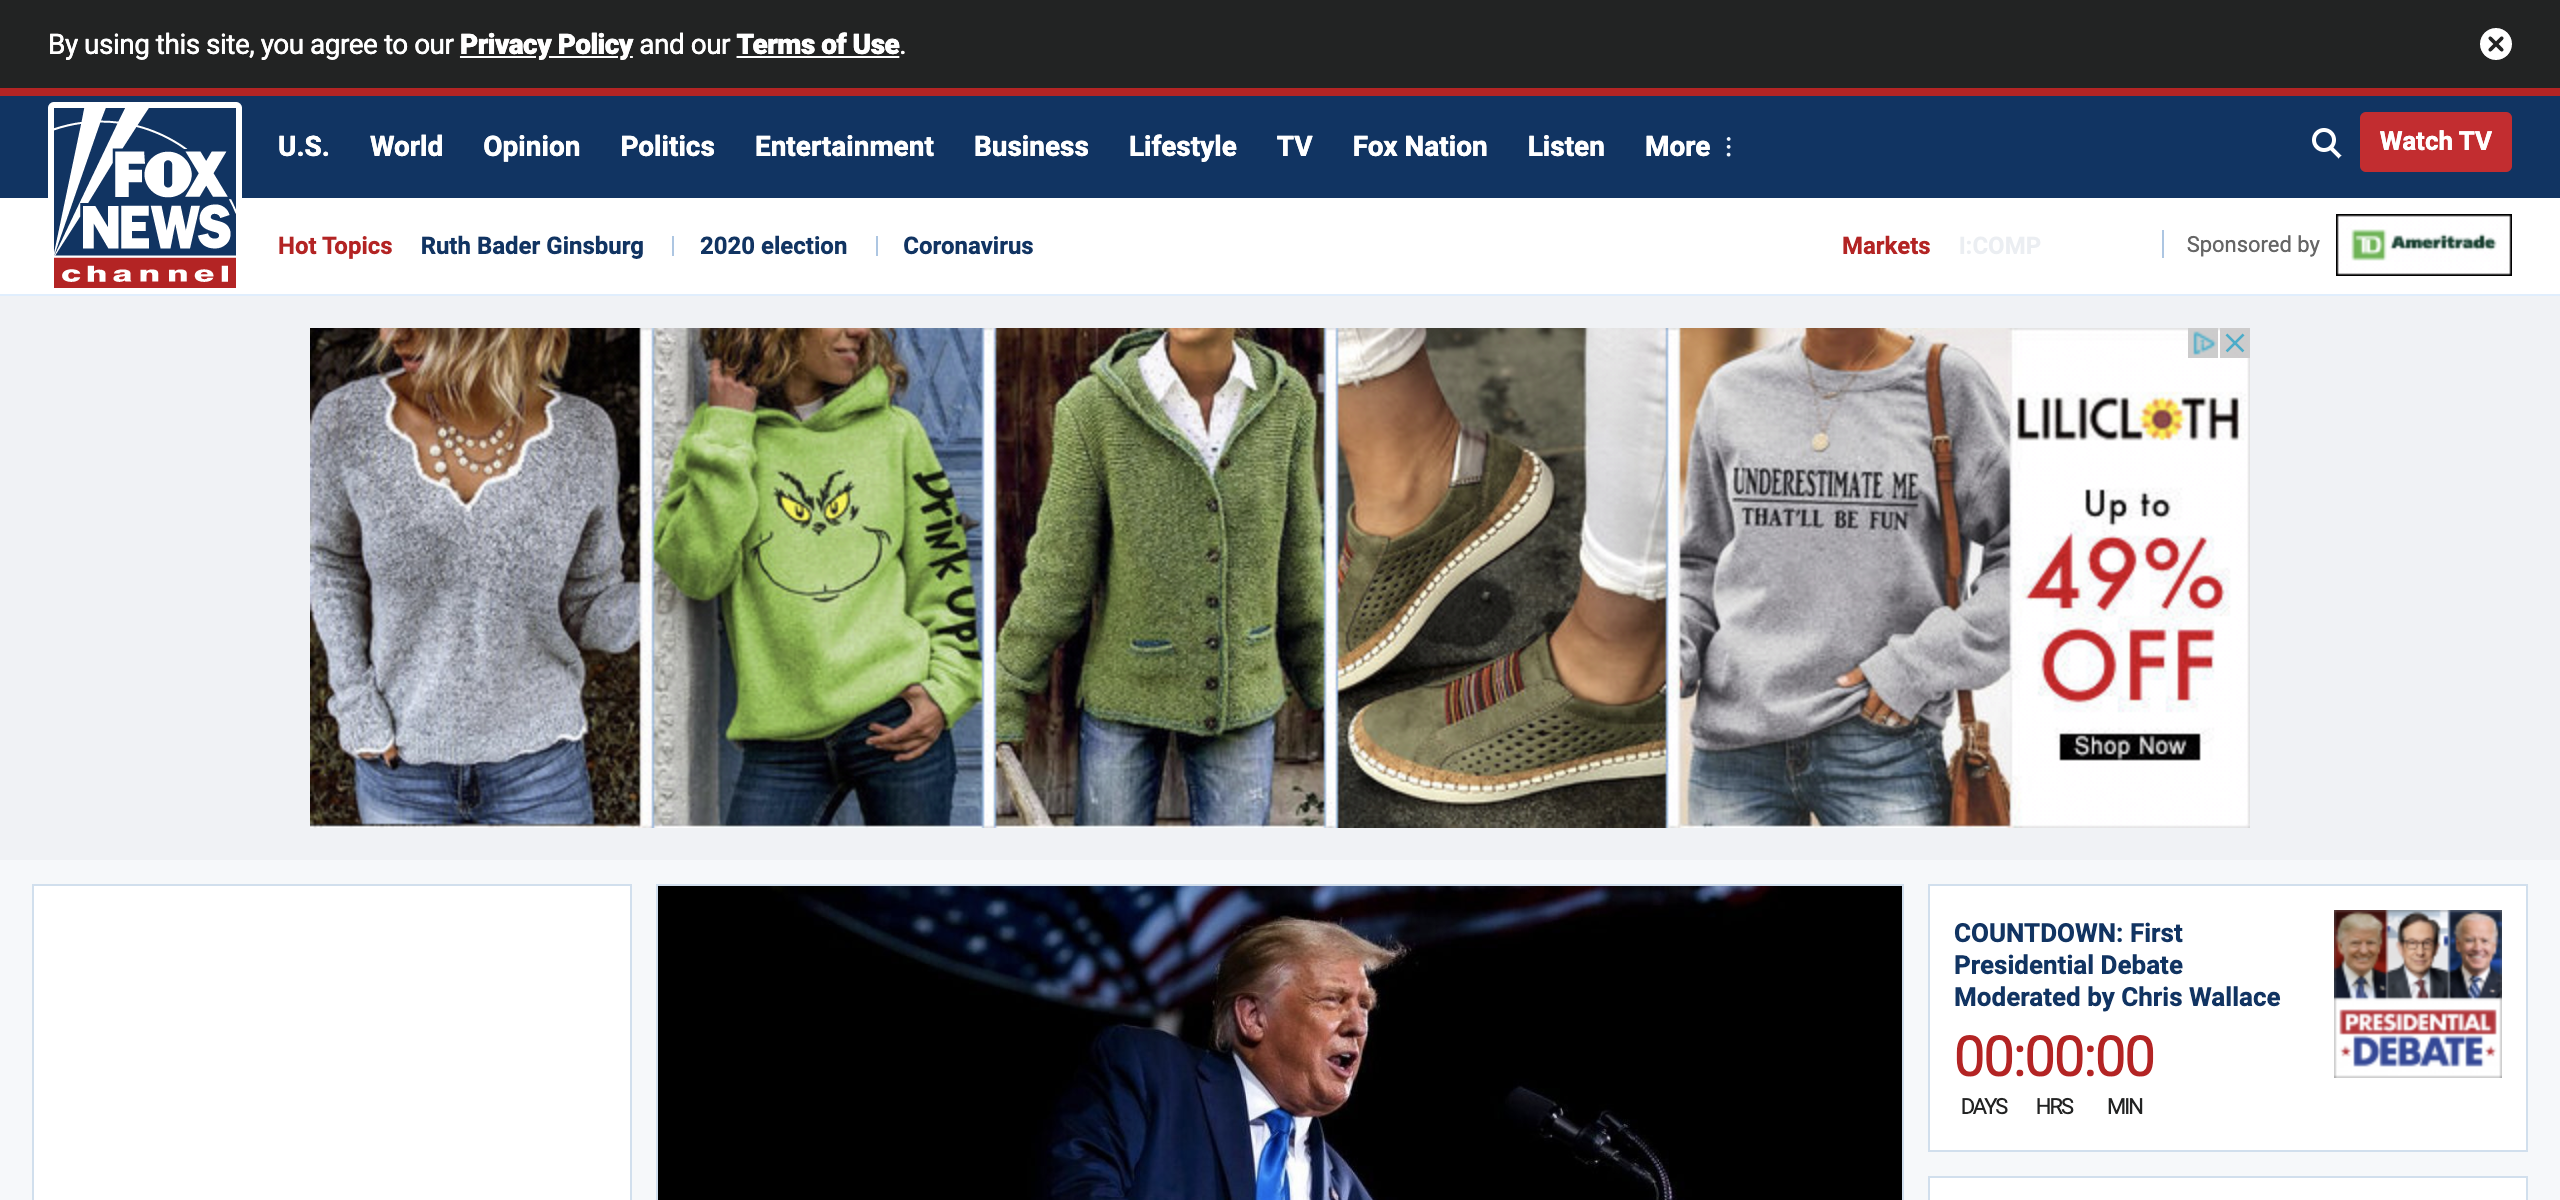 By using this site, you agree to our Privacy Policy and our Terms of Use.
FOX
NEWS
channel
U.S. World Opinion Politics Entertainment Business Lifestyle TV Fox Nation Listen More
Watch TV
Hot Topics Ruth Bader Ginsburg 2020 election Coronavirus
Markets I:COMP Sponsored by TD Ameritrade
Drink Up!
UNDERESTIMATE ME
THAT'LL BE FUN
LILICLOTH
Up to
49%
OFF
Shop Now
COUNTDOWN: First
Presidential Debate
Moderated by Chris Wallace
00:00:00
DAYS HRS MIN
PRESIDENTIAL
DEBATE